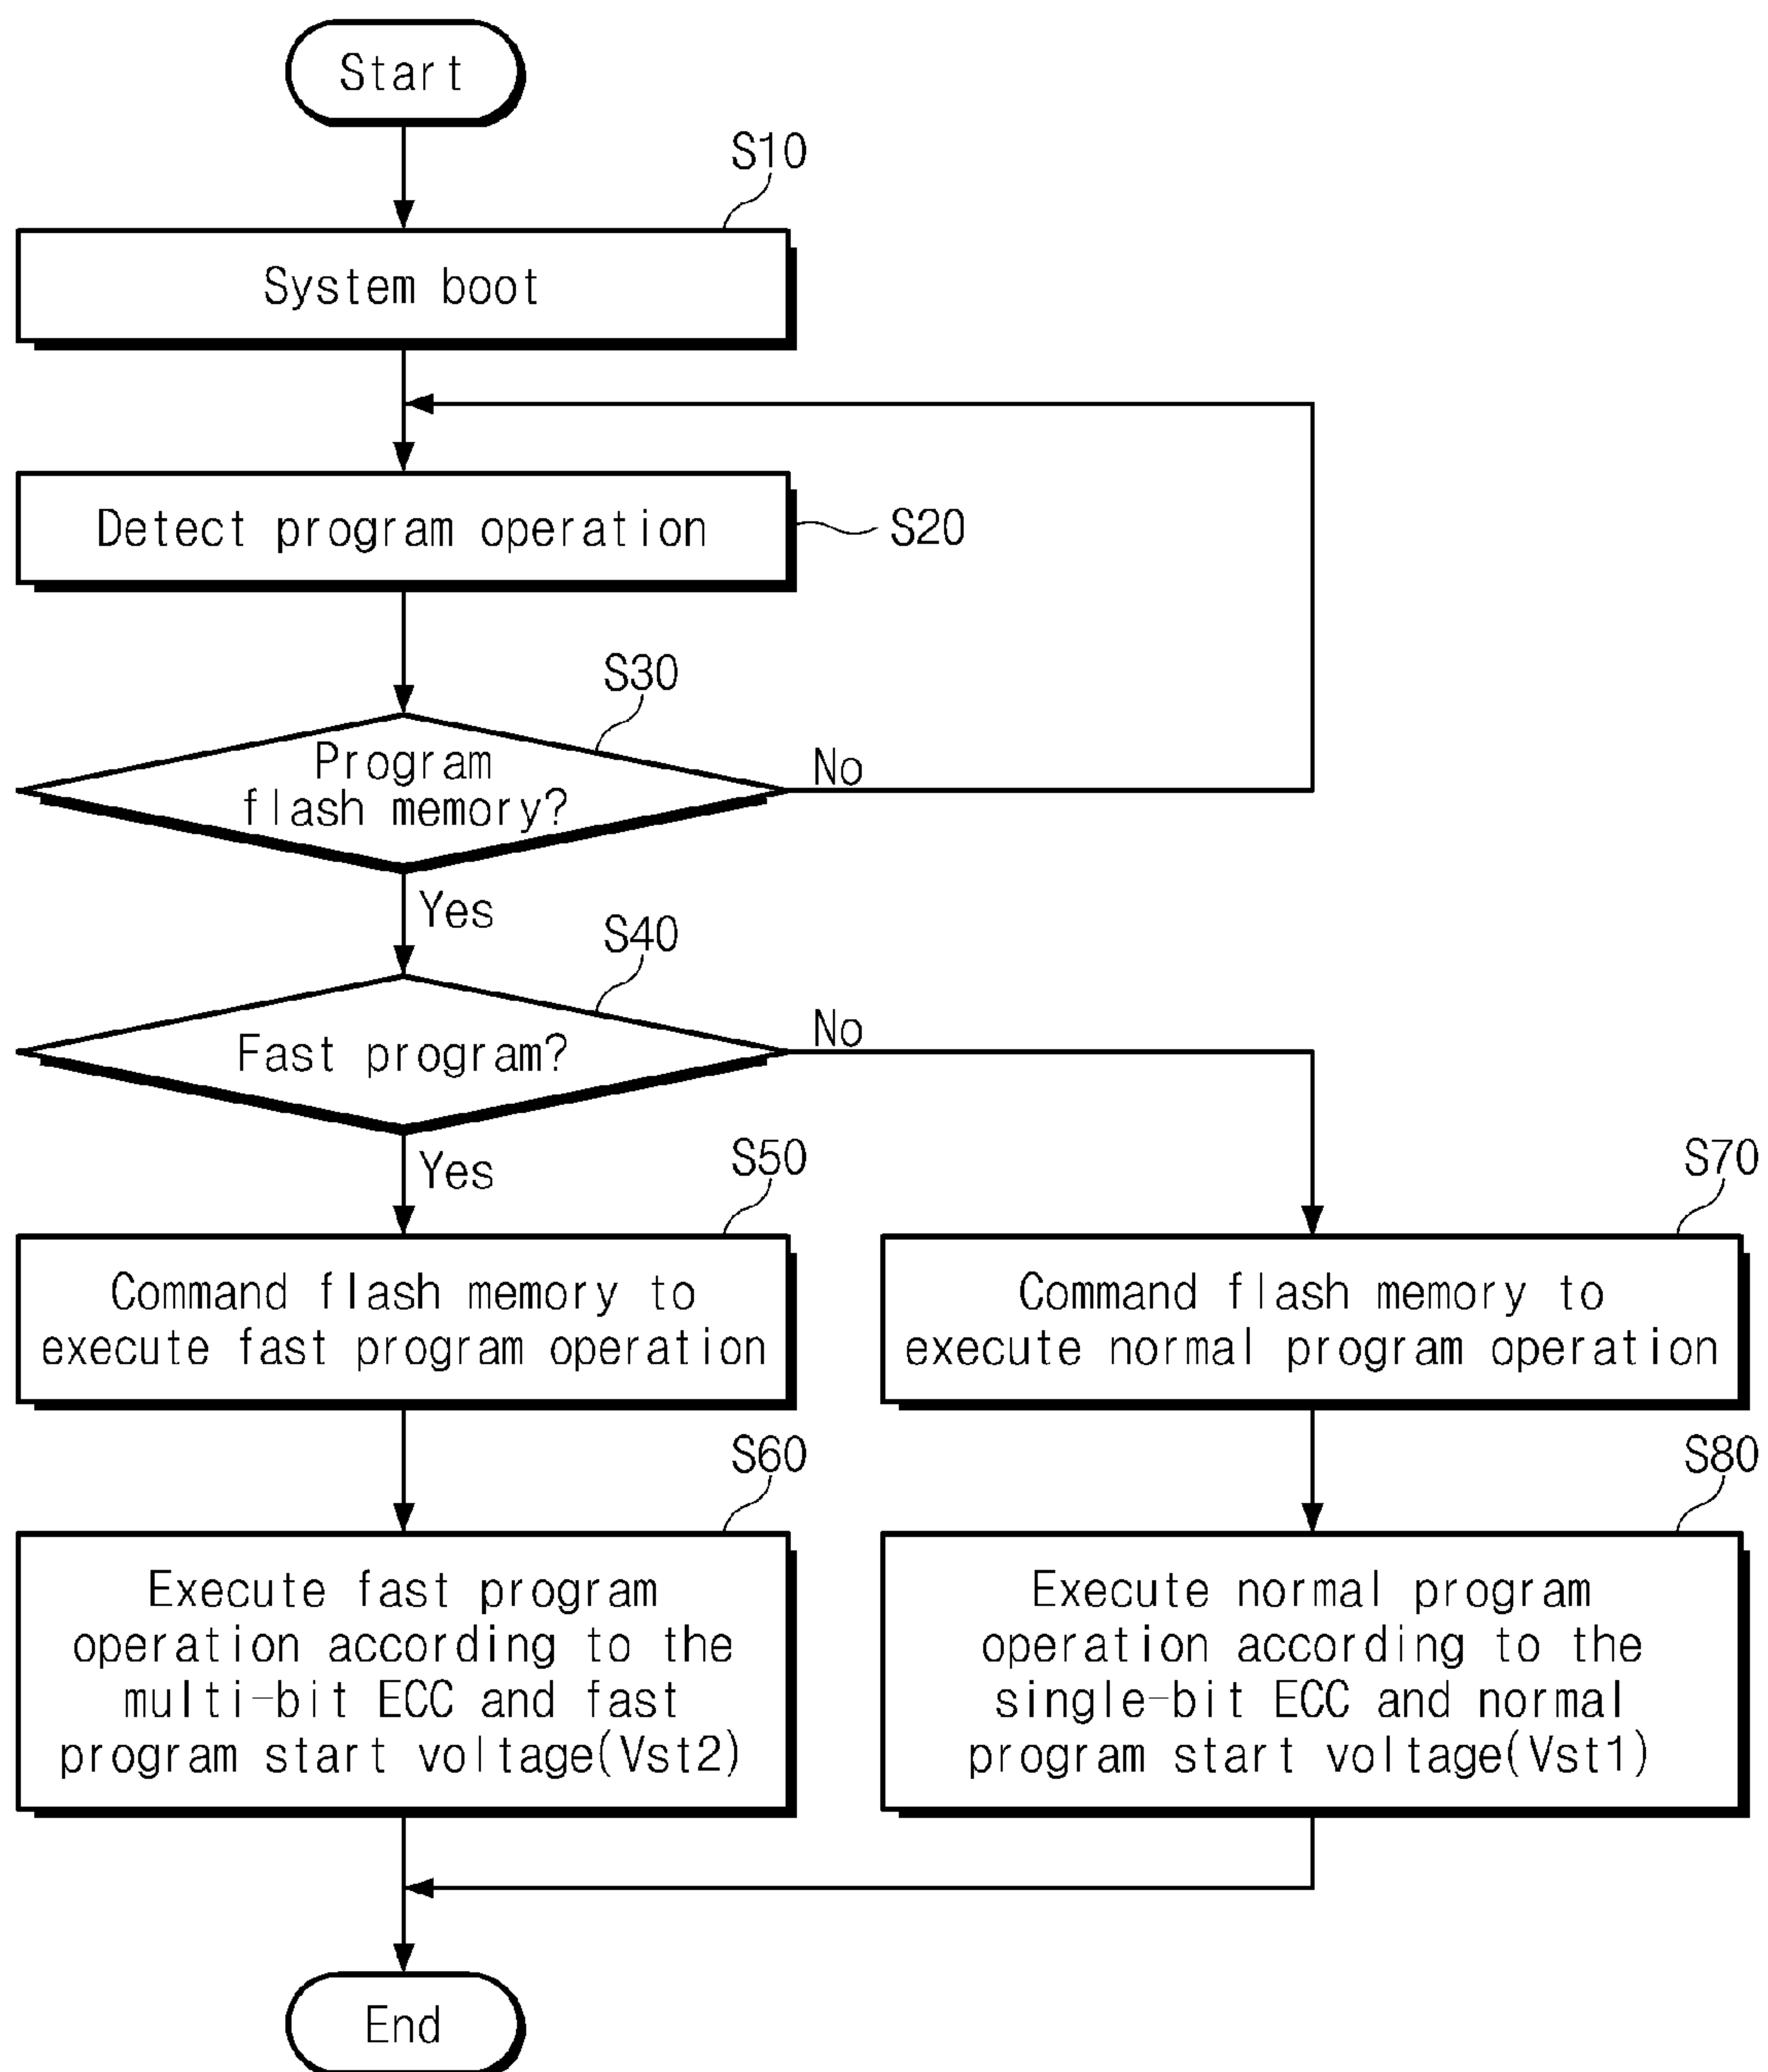 Start
S10
System boot
Detect program operation
S20
S30
Program
flash memory?
No
Yes
S40
Fast program?
No
Yes
S50
Command flash memory to
execute fast program operation
S70
Command flash memory to
execute normal program operation
S60
Execute fast program
operation according to the
multi-bit ECC and fast
program start voltage(Vst2)
S80
Execute normal program
operation according to the
single-bit ECC and normal
program start voltage(Vst1)
End